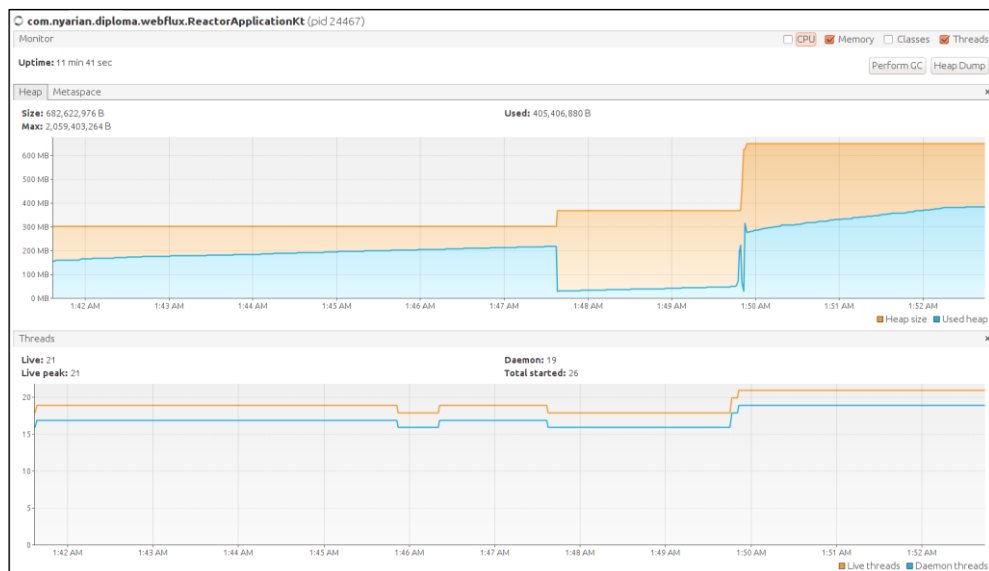 com.nyarian.diploma.webflux.ReactorApplicationKt (pid 24467)
Monitor CPU Memory Classes Threads
Uptime: 11 min 41 sec Perform GC Heap Dump
Heap Metaspace x
Size: 682,622,976 B Used: 405,406,880 B
Max: 2,059,403,264 B
600 MB
500 MB
400 MB
300 MB
200 MB
100 MB
0 MB
1:42 AM 1:43 AM 1:44 AM 1:45 AM 1:46 AM 1:47 AM 1:48 AM 1:49 AM 1:50 AM 1:51 AM 1:52 AM
Heap size Used heap
Threads x
Live: 21 Daemon: 19
Live peak: 21 Total started: 26
20
15
10
5
0
1:42 AM 1:43 AM 1:44 AM 1:45 AM 1:46 AM 1:47 AM 1:48 AM 1:49 AM 1:50 AM 1:51 AM 1:52 AM
Live threads Daemon threads